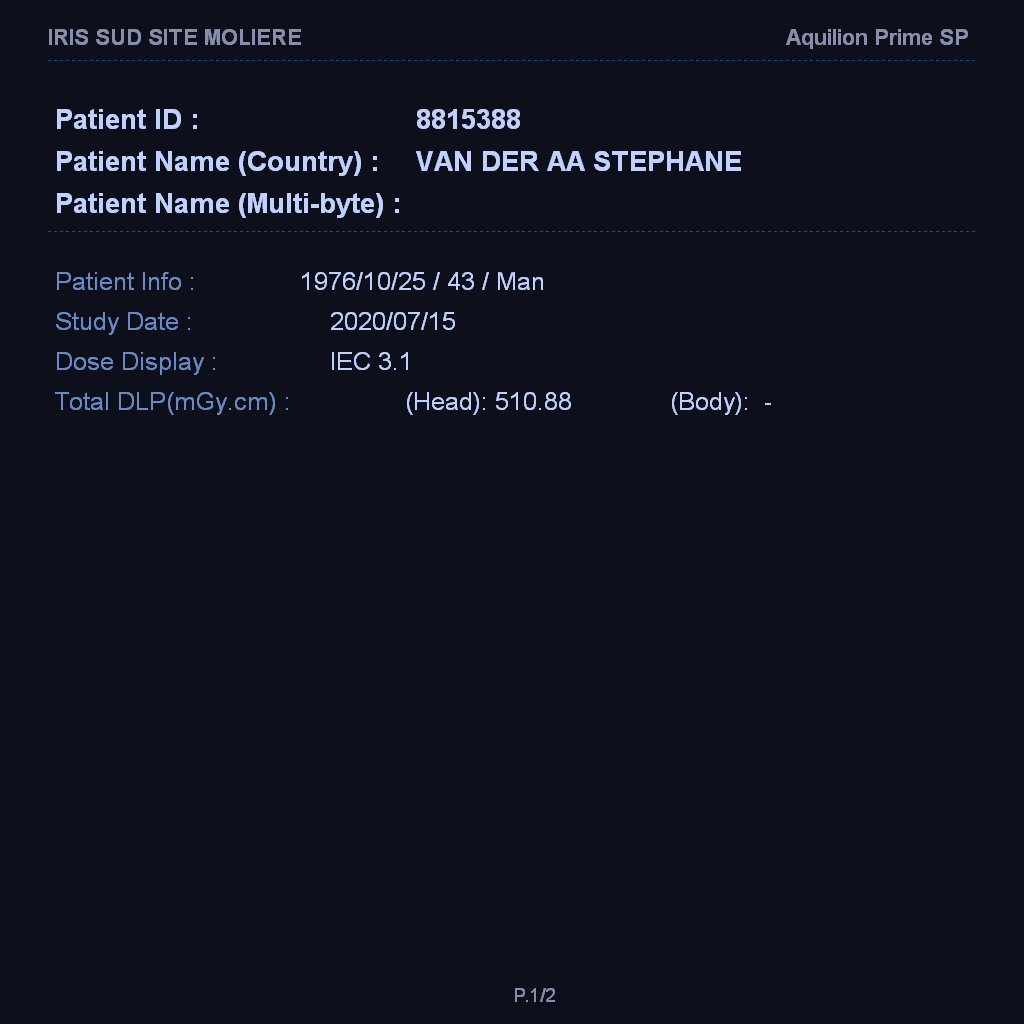 IRIS SUD SITE MOLIERE Aquilion Prime SP
Patient ID : 8815388
Patient Name (Country) : VAN DER AA STEPHANE
Patient Name (Multi-byte) :
Patient Info : 1976/10/25 / 43 / Man
Study Date : 2020/07/15
Dose Display : IEC 3.1
Total DLP(mGy.cm) : (Head): 510.88 (Body): -
P.1/2